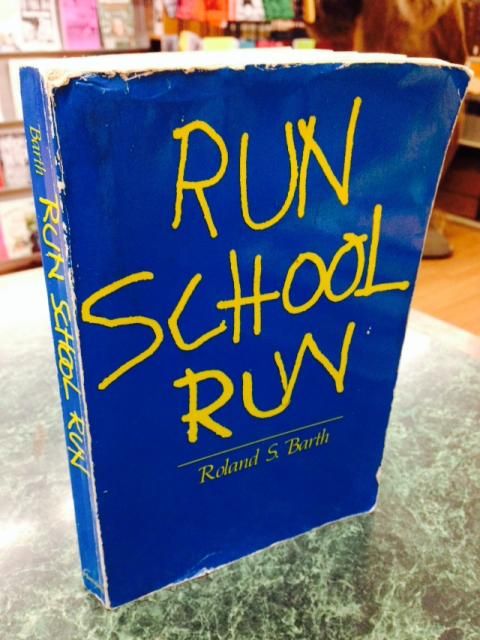 RUN
SCHOOL
RUN
Roland S. Barth
Barth
RUN SCHOOL RUN